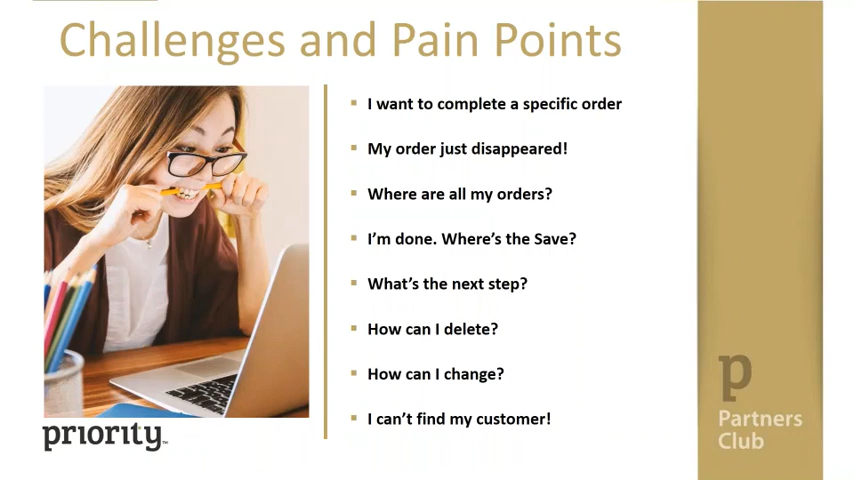 Challenges and Pain Points
I want to complete a specific order
My order just disappeared!
Where are all my orders?
I'm done. Where's the Save?
What's the next step?
How can I delete?
How can I change?
I can't find my customer!
priority™
p
Partners
Club